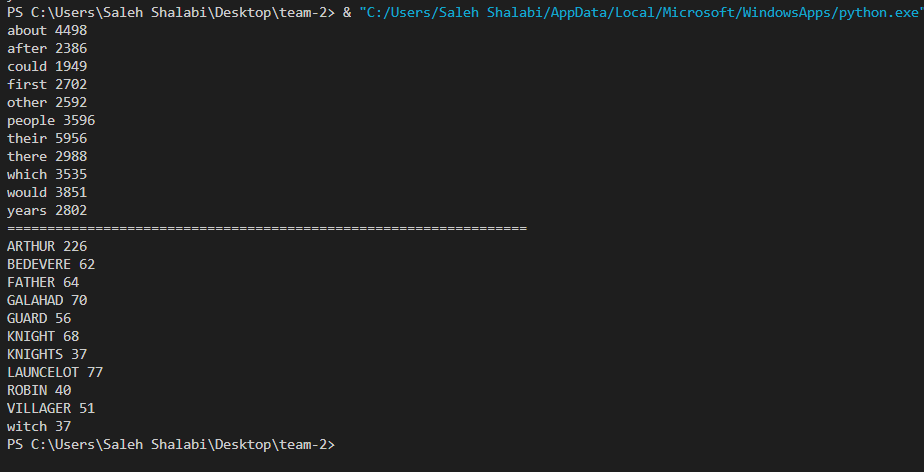 PS C:\Users\Saleh Shalabi\Desktop\team-2> & "C:/Users/Saleh Shalabi/AppData/Local/Microsoft/WindowsApps/python.exe"
about 4498
after 2386
could 1949
first 2702
other 2592
people 3596
their 5956
there 2988
which 3535
would 3851
years 2802
=================================================================
ARTHUR 226
BEDEVERE 62
FATHER 64
GALAHAD 70
GUARD 56
KNIGHT 68
KNIGHTS 37
LAUNCELOT 77
ROBIN 40
VILLAGER 51
witch 37
PS C:\Users\Saleh Shalabi\Desktop\team-2>